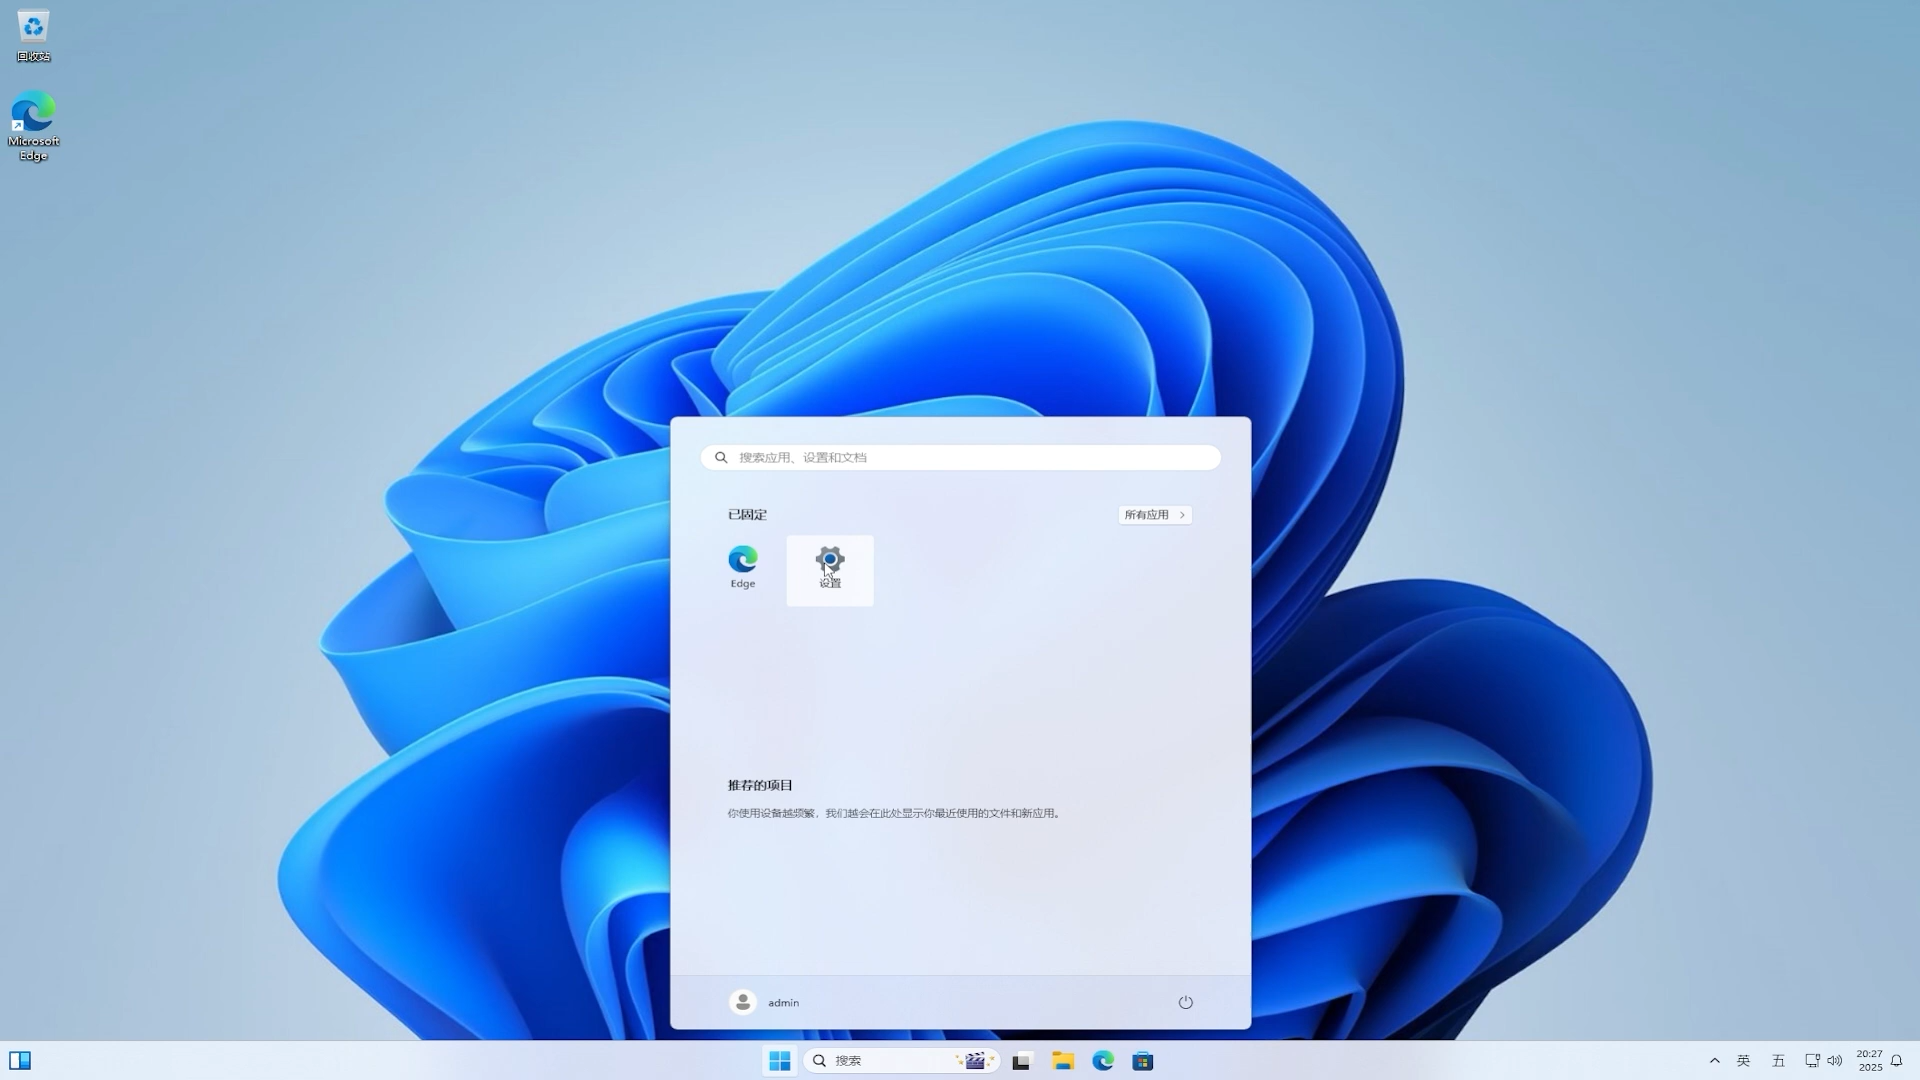 回收站
Microsoft
Edge
搜索应用、设置和文档
已固定
所有应用
Edge
设置
推荐的项目
你使用设备越频繁，我们越会在此处显示你最近使用的文件和新应用。
admin
搜索
英
五
20:27
2025